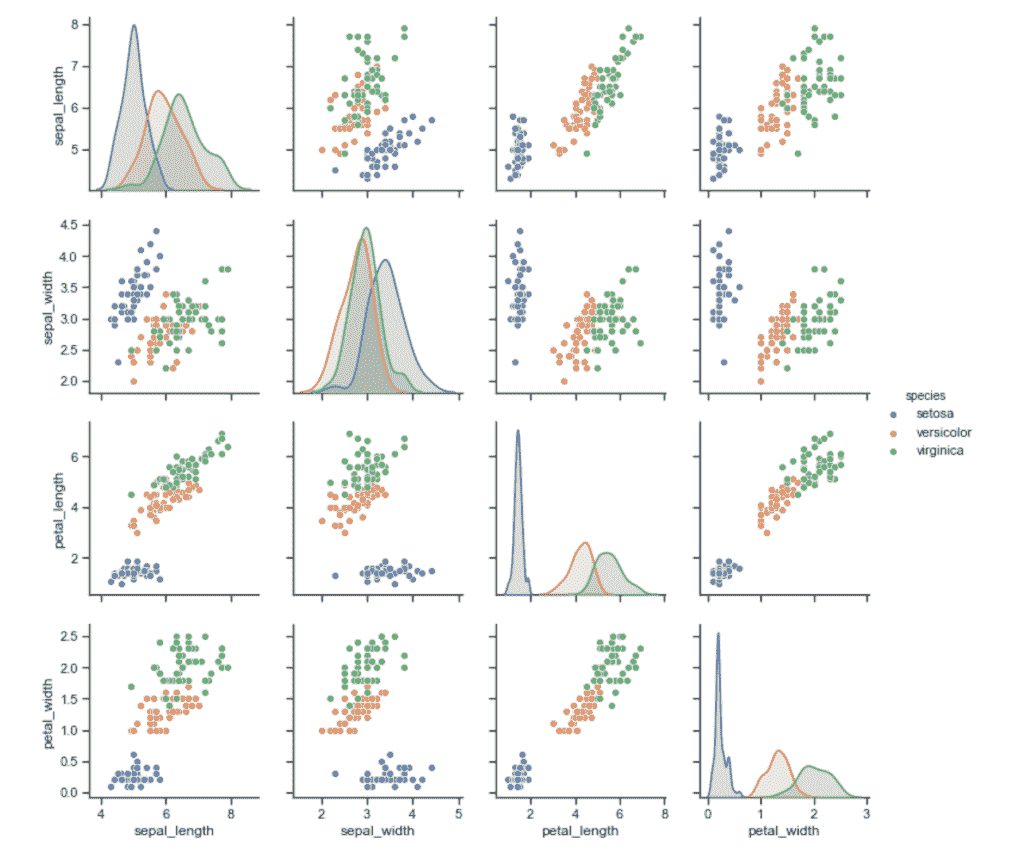 sepal_length
8
7
6
5
sepal_width
4.5
4.0
3.5
3.0
2.5
2.0
species
setosa
versicolor
virginica
petal_length
6
4
2
petal_width
2.5
2.0
1.5
1.0
0.5
0.0
4 6 8 2 3 4 5 2 4 6 8 0 1 2 3
sepal_length sepal_width petal_length petal_width